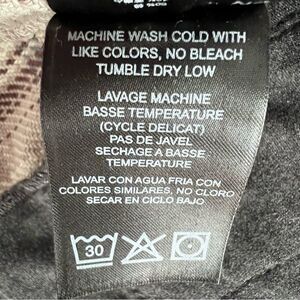 MACHINE WASH COLD WITH
LIKE COLORS, NO BLEACH
TUMBLE DRY LOW
LAVAGE MACHINE
BASSE TEMPERATURE
(CYCLE DELICAT)
PAS DE JAVEL
SECHAGE A BASSE
TEMPERATURE
LAVAR CON AGUA FRIA CON
COLORES SIMILARES, NO CLORO
SECAR EN CICLO BAJO
30